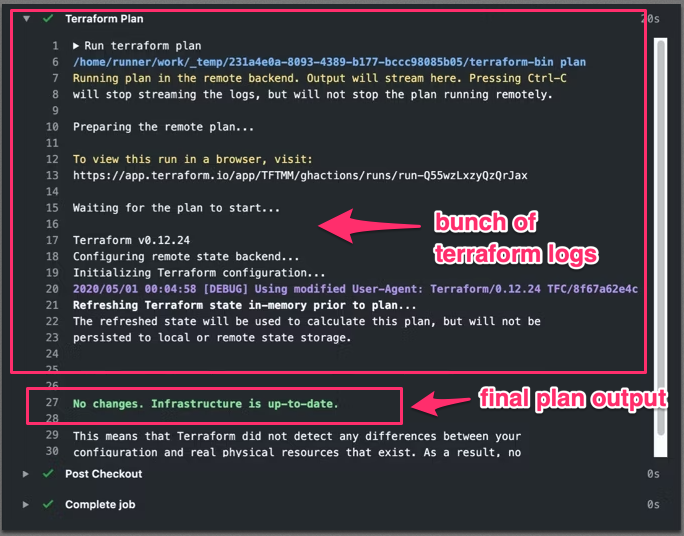 Terraform Plan 20s
1 ▶ Run terraform plan
6 /home/runner/work/_temp/231a4e0a-8093-4389-b177-bccc98085b05/terraform-bin plan
7 Running plan in the remote backend. Output will stream here. Pressing Ctrl-C
8 will stop streaming the logs, but will not stop the plan running remotely.
9
10 Preparing the remote plan...
11
12 To view this run in a browser, visit:
13 https://app.terraform.io/app/TFTMM/ghactions/runs/run-Q55wzLxzyQzQrJax
14
15 Waiting for the plan to start...
16
17 Terraform v0.12.24
18 Configuring remote state backend...
19 Initializing Terraform configuration...
20 2020/05/01 00:04:58 [DEBUG] Using modified User-Agent: Terraform/0.12.24 TFC/8f67a62e4c
21 Refreshing Terraform state in-memory prior to plan...
22 The refreshed state will be used to calculate this plan, but will not be
23 persisted to local or remote state storage.
24
25
26
27 No changes. Infrastructure is up-to-date.
28
29 This means that Terraform did not detect any differences between your
30 configuration and real physical resources that exist. As a result, no
bunch of
terraform logs
final plan output
Post Checkout 0s
Complete job 0s